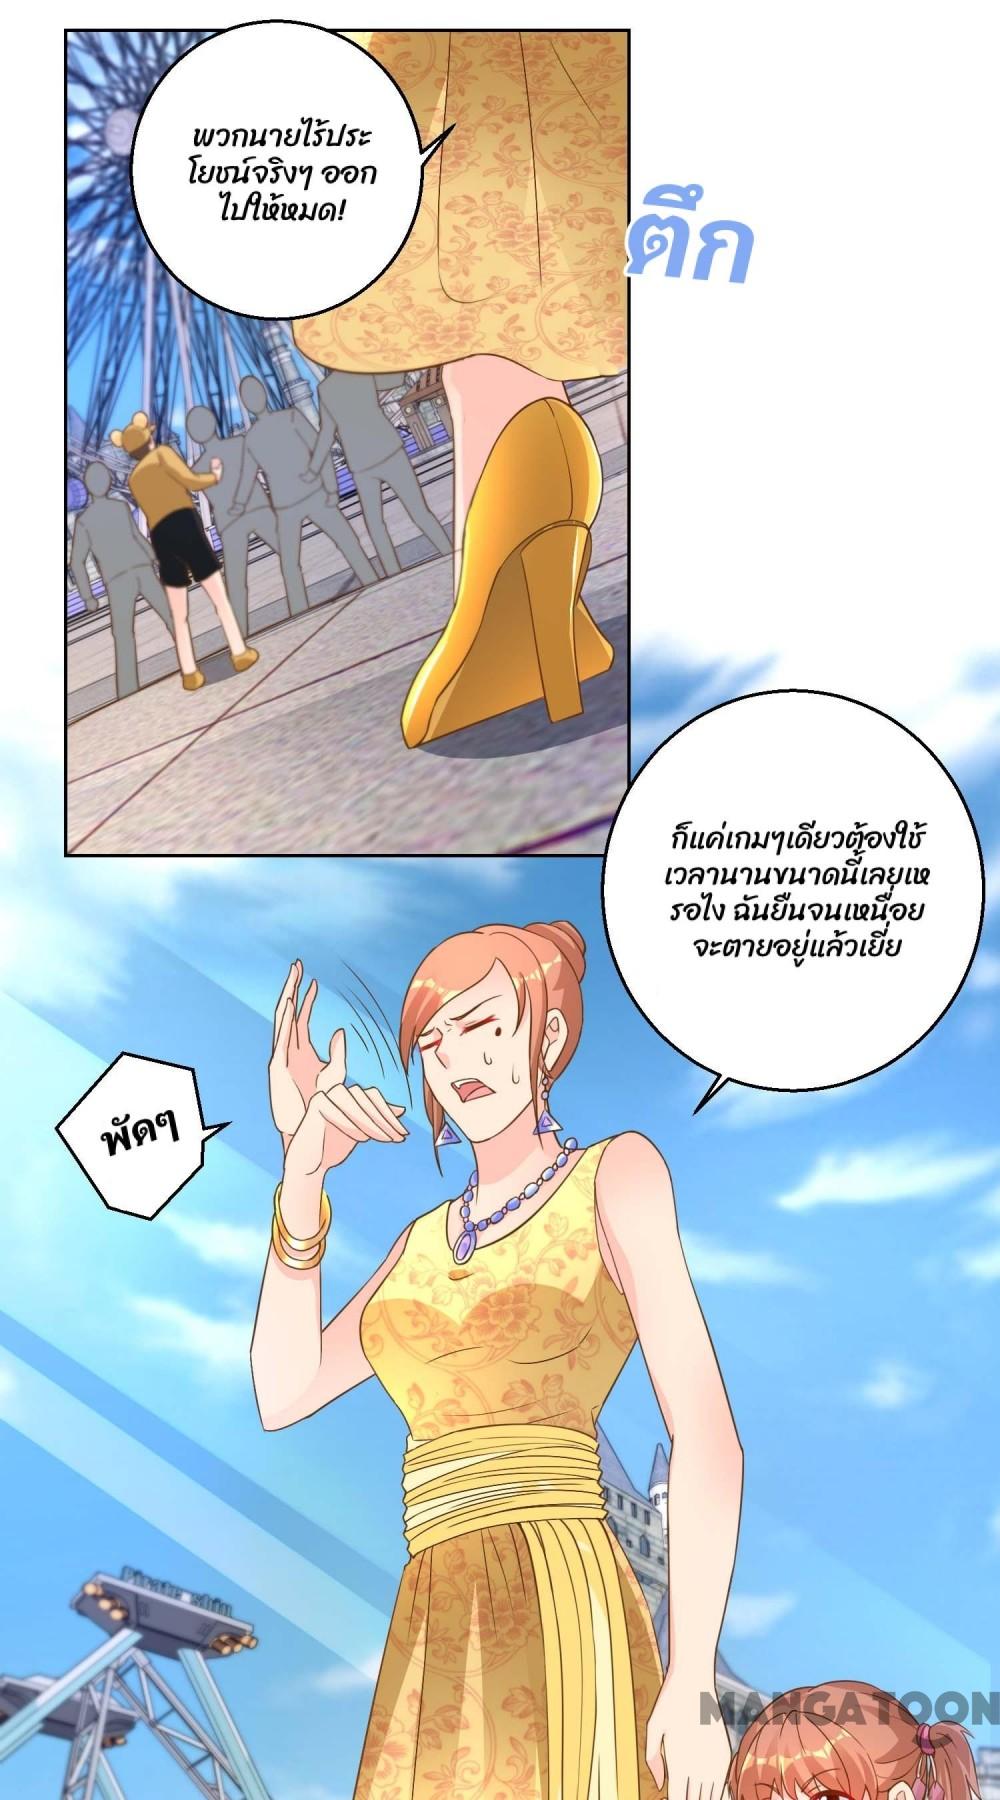 พวกนายไร้ประ
โยชน์จริงๆ ออก
ไปให้หมด!
ตึก
ก็แค่เกมๆเดียวต้องใช้
เวลานานขนาดนี้เลยเห
รอไง ฉันยืนจนเหนื่อย
จะตายอยู่แล้วเนี่ย
พัดๆ
Pirate ship
MANGATOON